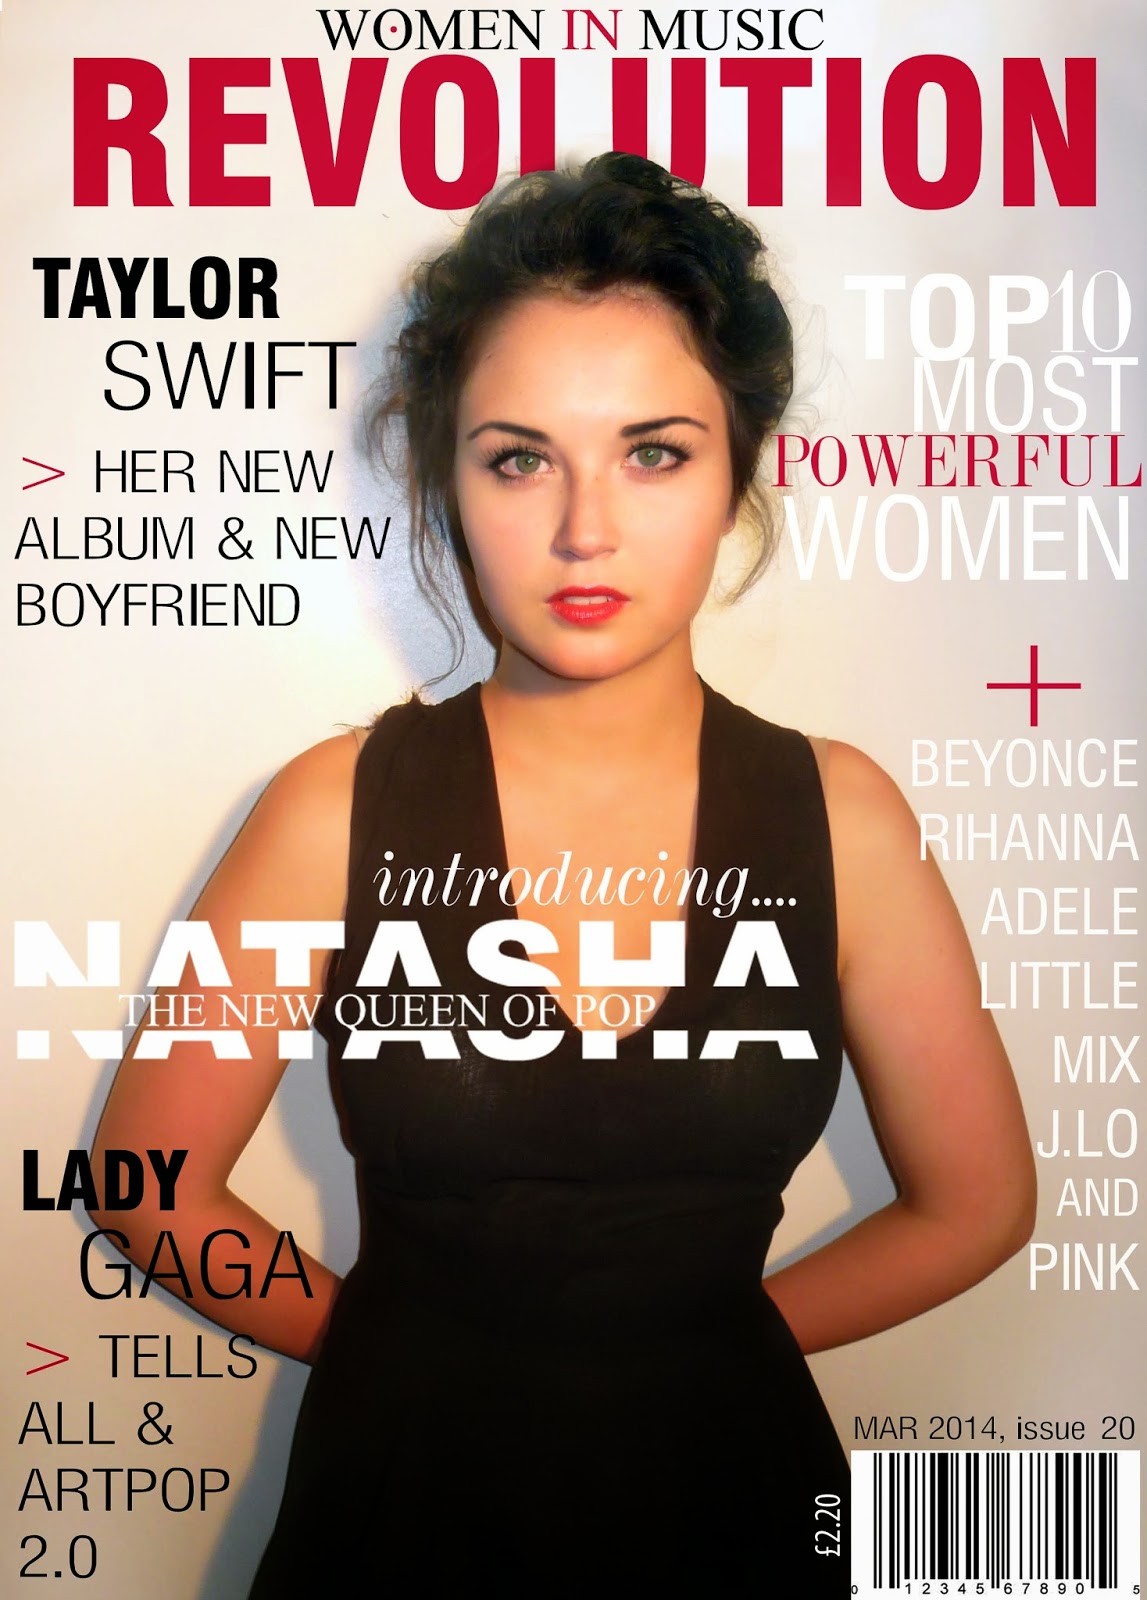 WOMEN IN MUSIC
REVOLUTION
TAYLOR
SWIFT
> HER NEW
ALBUM & NEW
BOYFRIEND
TOP 10
MOST
POWERFUL
WOMEN
+
BEYONCE
RIHANNA
ADELE
LITTLE
MIX
J.LO
AND
PINK
introducing....
NATASHA
THE NEW QUEEN OF POP
LADY
GAGA
> TELLS
ALL &
ARTPOP
2.0
MAR 2014, issue 20
£2.20
0 12345 67890 5